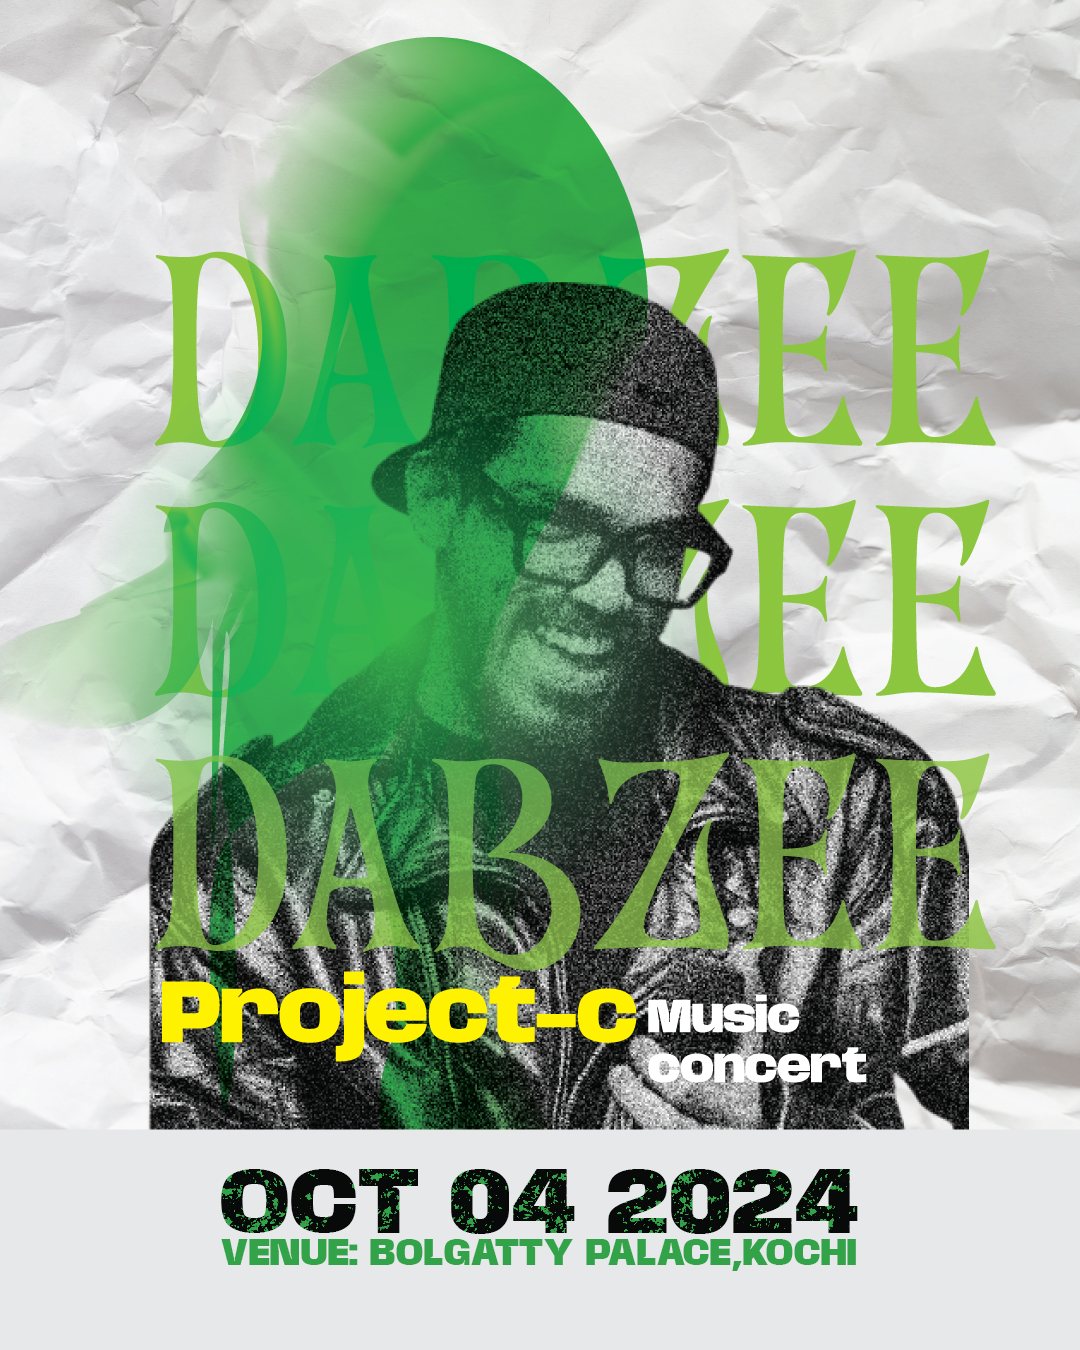 DABZEE
DABZEE
DABZEE
Project-c Music
concert
OCT 04 2024
VENUE: BOLGATTY PALACE,KOCHI